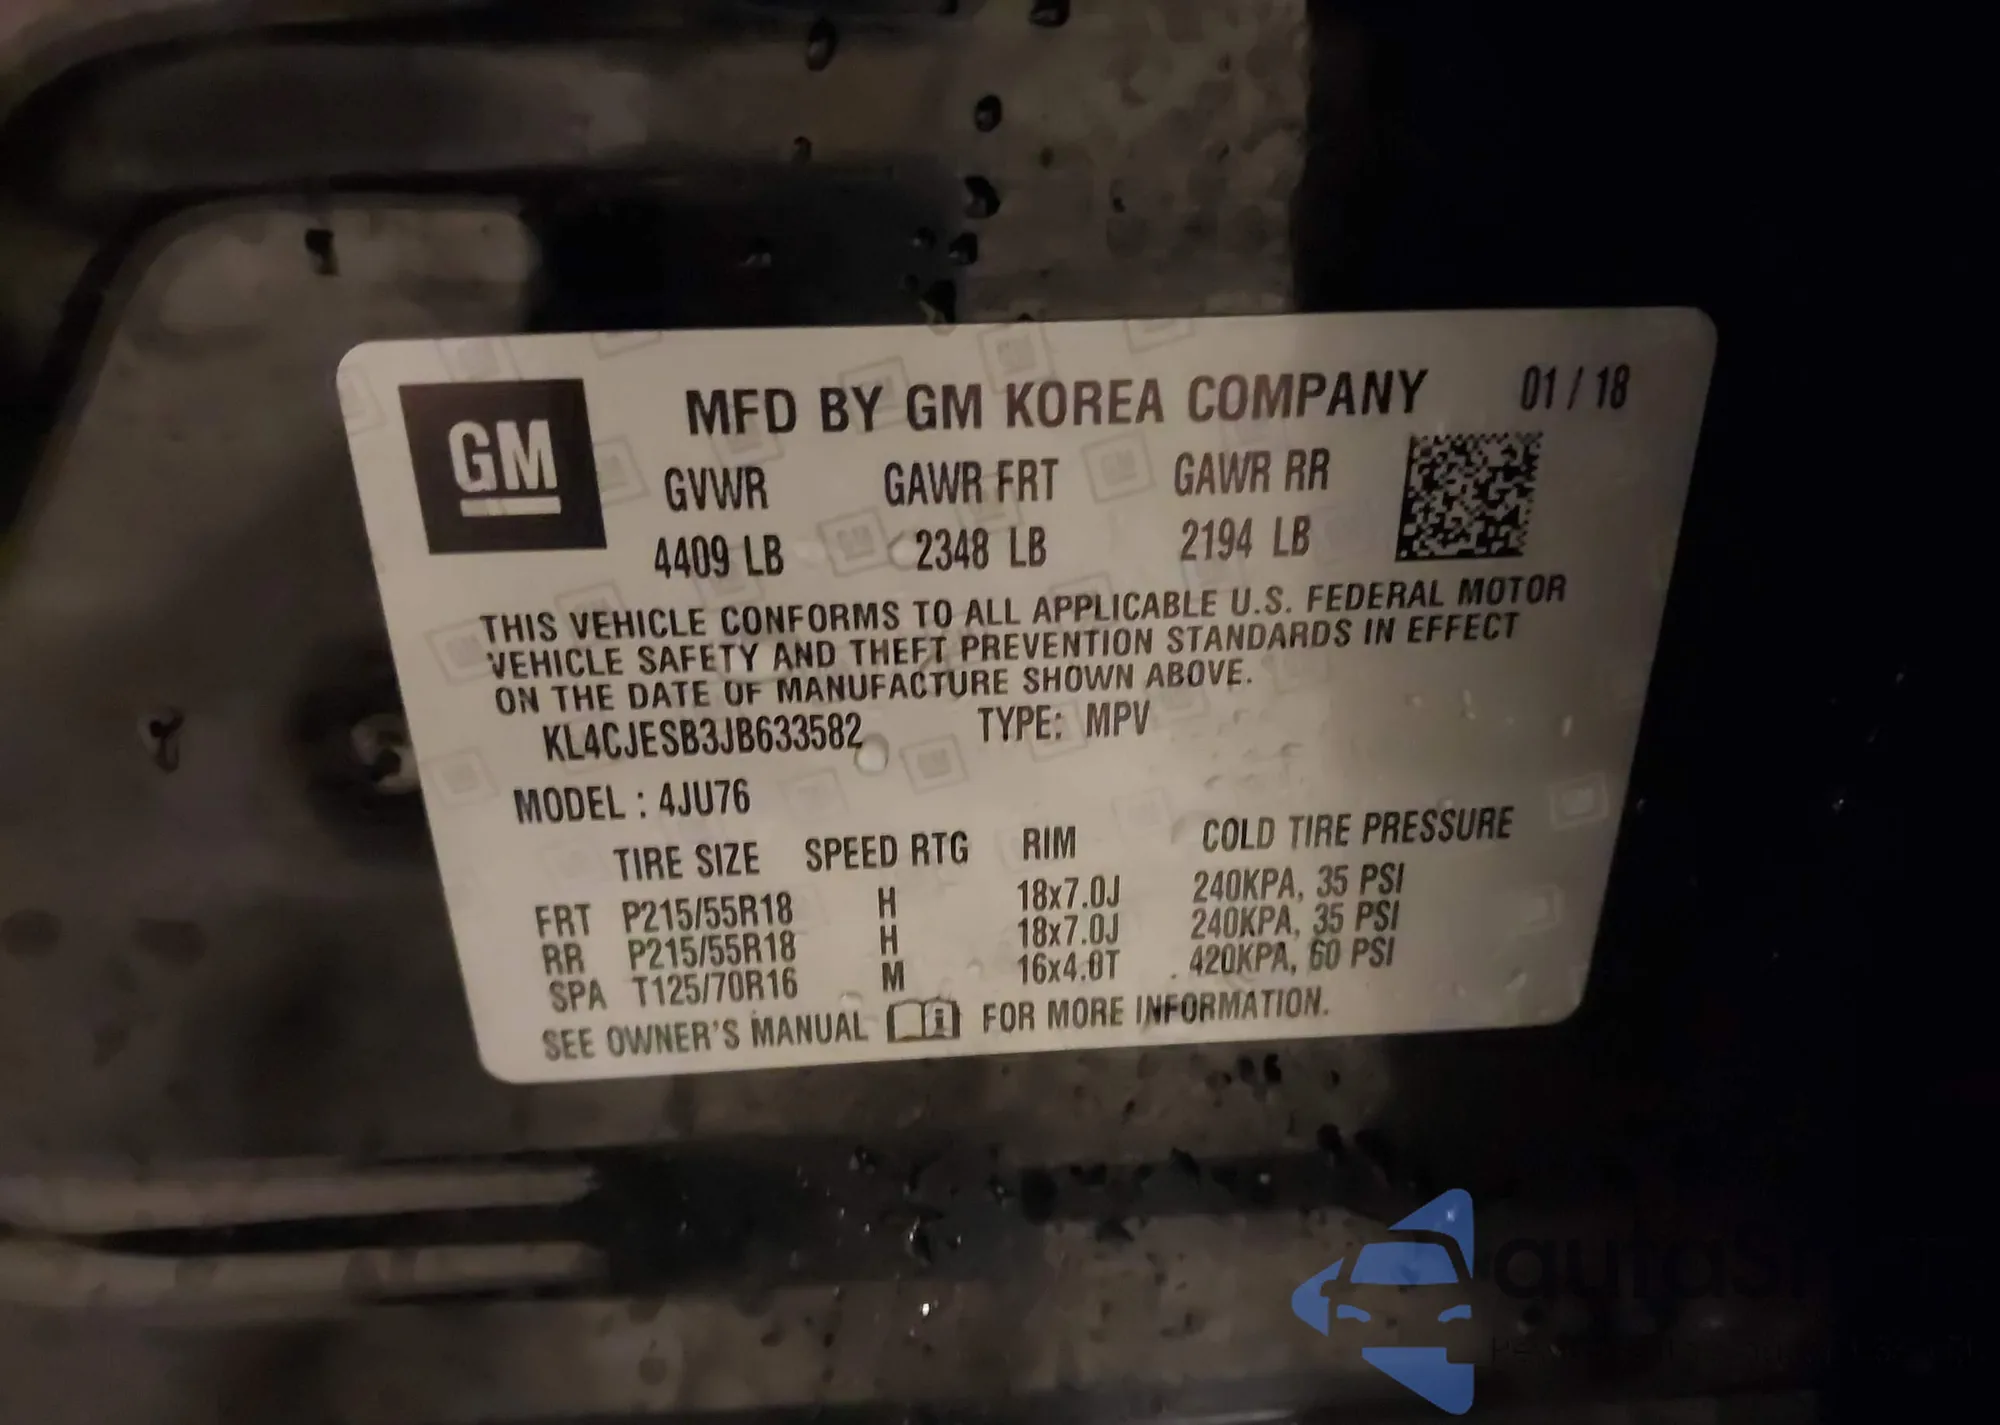 GM
MFD BY GM KOREA COMPANY 01 / 18
GVWR GAWR FRT GAWR RR
4409 LB 2348 LB 2194 LB
THIS VEHICLE CONFORMS TO ALL APPLICABLE U.S. FEDERAL MOTOR
VEHICLE SAFETY AND THEFT PREVENTION STANDARDS IN EFFECT
ON THE DATE OF MANUFACTURE SHOWN ABOVE.
KL4CJESB3JB633582 TYPE: MPV
MODEL : 4JU76
TIRE SIZE SPEED RTG RIM COLD TIRE PRESSURE
FRT P215/55R18 H 18x7.0J 240KPA, 35 PSI
RR P215/55R18 H 18x7.0J 240KPA, 35 PSI
SPA T125/70R16 M 16x4.0T 420KPA, 60 PSI
SEE OWNER'S MANUAL FOR MORE INFORMATION.